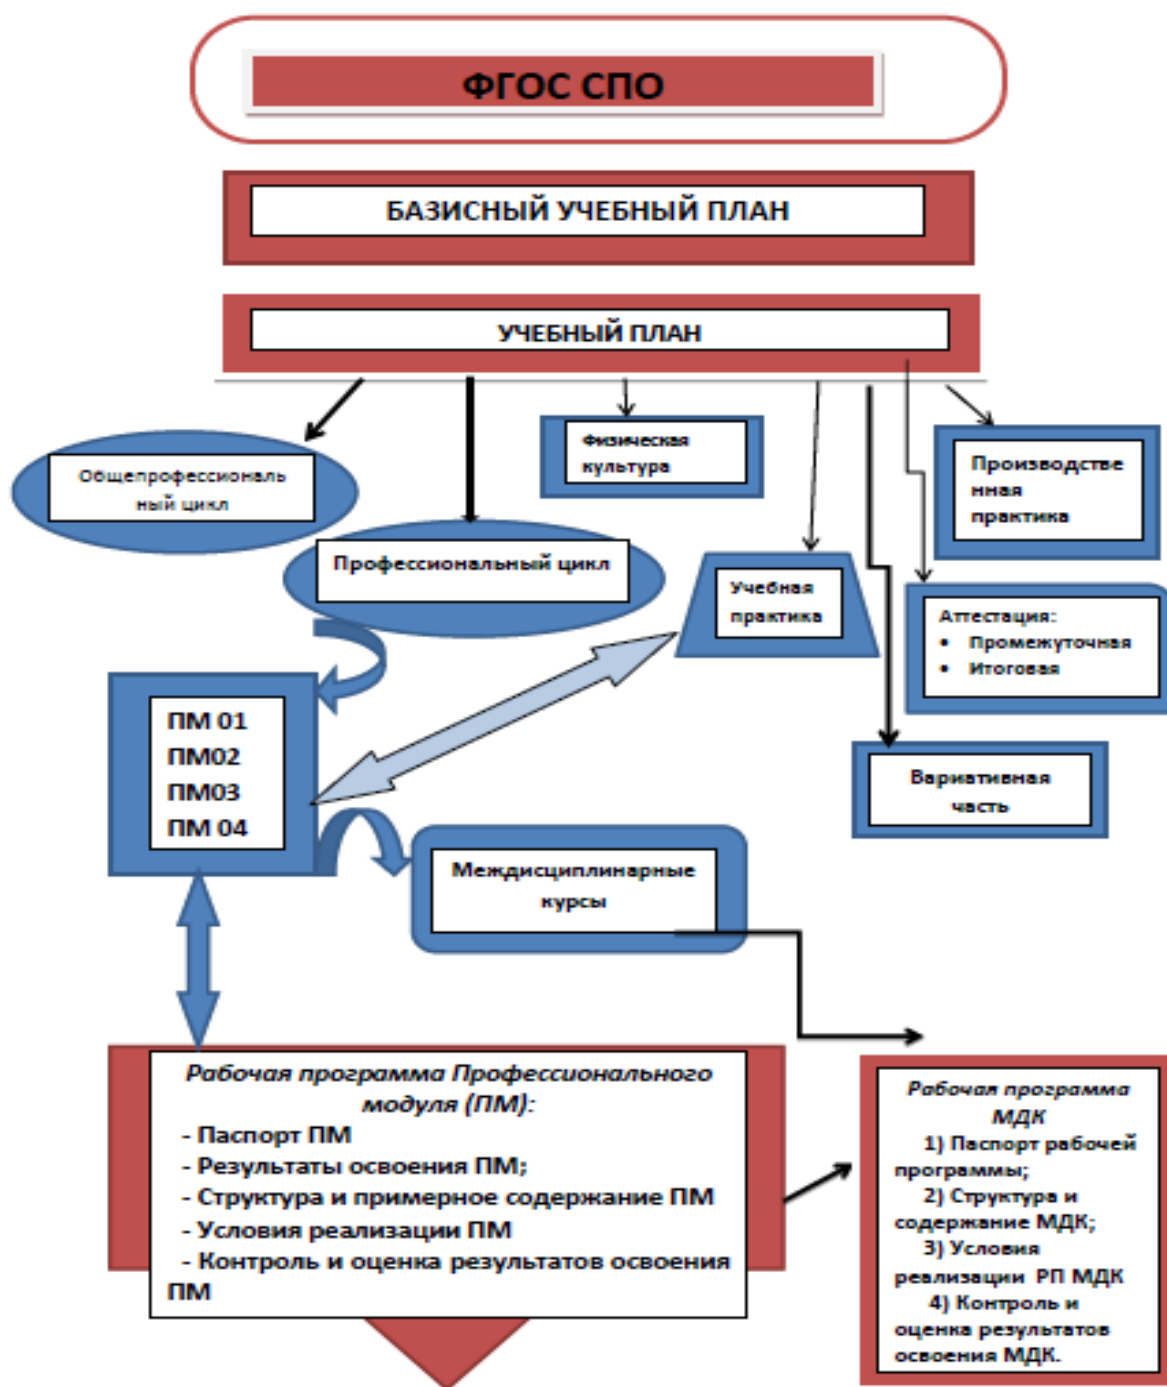 ФГОС СПО
БАЗИСНЫЙ УЧЕБНЫЙ ПЛАН
УЧЕБНЫЙ ПЛАН
Физическая
культура
Общепрофессиональ
ный цикл
Производстве
нная
практика
Профессиональный цикл
Учебная
практика
Аттестация:
• Промежуточная
• Итоговая
ПМ 01
ПМ02
ПМ03
ПМ 04
Вариативная
часть
Междисциплинарные
курсы
Рабочая программа Профессионального
модуля (ПМ):
- Паспорт ПМ
- Результаты освоения ПМ;
- Структура и примерное содержание ПМ
- Условия реализации ПМ
- Контроль и оценка результатов освоения
ПМ
Рабочая программа
МДК
1) Паспорт рабочей
программы;
2) Структура и
содержание МДК;
3) Условия
реализации РП МДК
4) Контроль и
оценка результатов
освоения МДК.